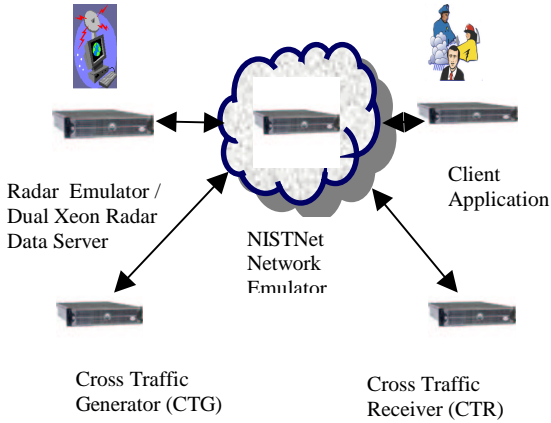 Radar Emulator /
Dual Xeon Radar
Data Server
NISTNet
Network
Emulator
Client
Application
Cross Traffic
Generator (CTG)
Cross Traffic
Receiver (CTR)